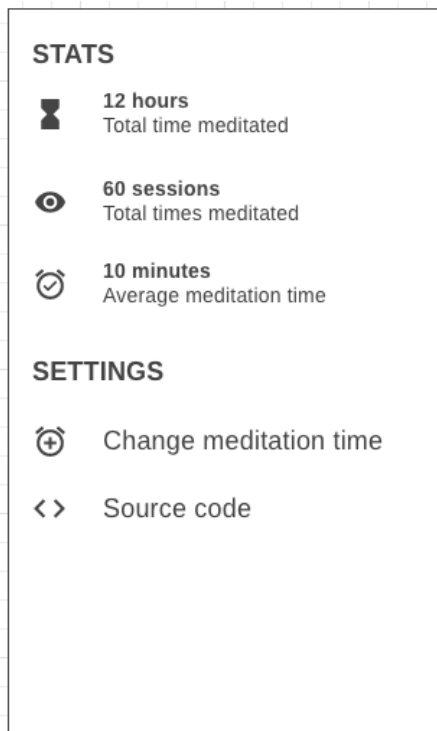 STATS
12 hours
Total time meditated
60 sessions
Total times meditated
10 minutes
Average meditation time
SETTINGS
Change meditation time
Source code